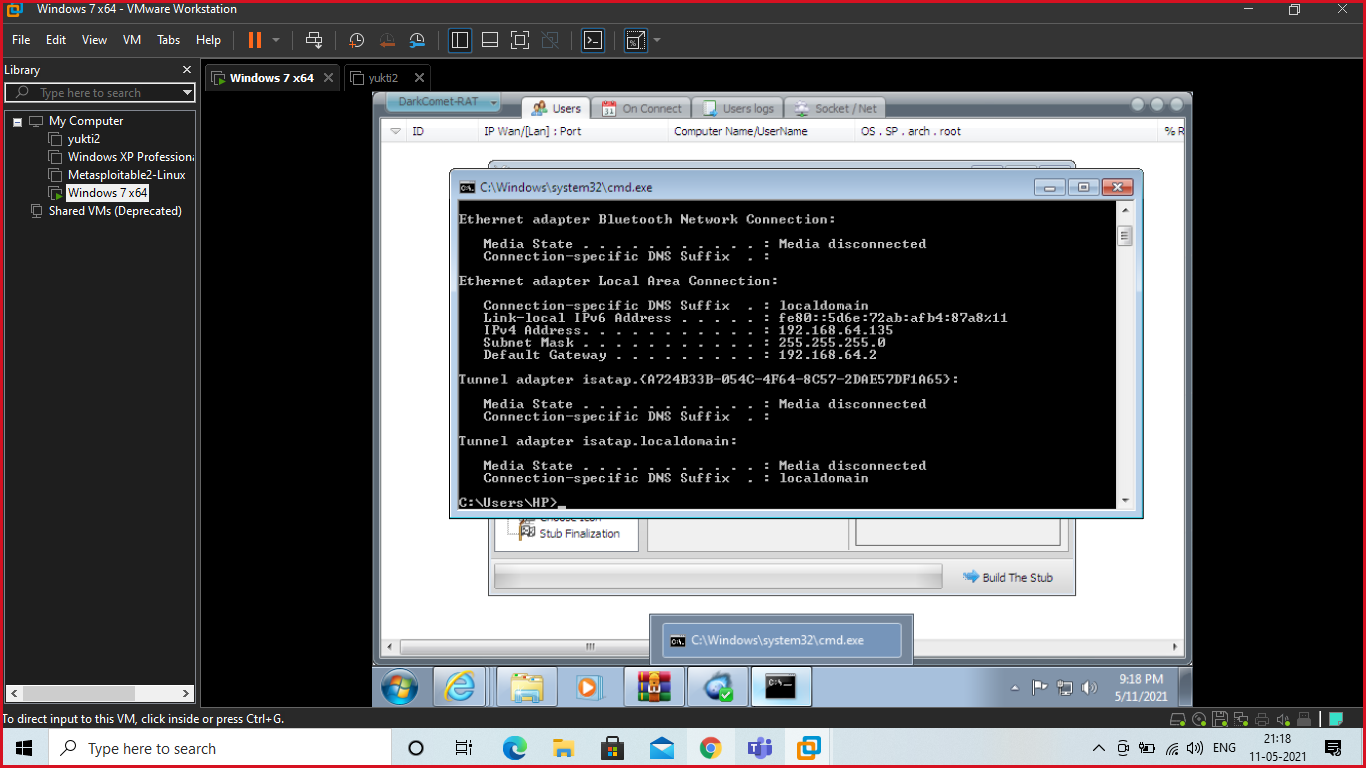 Windows 7 x64 - VMware Workstation
File Edit View VM Tabs Help
Library
Type here to search
My Computer
yukti2
Windows XP Professiona
Metasploitable2-Linux
Windows 7 x64
Shared VMs (Deprecated)
Windows 7 x64
yukti2
DarkComet-RAT
Users
On Connect
Users logs
Socket / Net
ID
IP Wan/[Lan] : Port
Computer Name/UserName
OS . SP . arch . root
% R
C:\Windows\system32\cmd.exe
Ethernet adapter Bluetooth Network Connection:
Media State . . . . . . . . . . . : Media disconnected
Connection-specific DNS Suffix  . :
Ethernet adapter Local Area Connection:
Connection-specific DNS Suffix  . : localdomain
Link-local IPv6 Address . . . . . : fe80::5d6e:72ab:afb4:87a8%11
IPv4 Address. . . . . . . . . . . : 192.168.64.135
Subnet Mask . . . . . . . . . . . : 255.255.255.0
Default Gateway . . . . . . . . . : 192.168.64.2
Tunnel adapter isatap.{A724B33B-054C-4F64-8C57-2DAE57DF1A65}:
Media State . . . . . . . . . . . : Media disconnected
Connection-specific DNS Suffix  . :
Tunnel adapter isatap.localdomain:
Media State . . . . . . . . . . . : Media disconnected
Connection-specific DNS Suffix  . : localdomain
C:\Users\HP>_
Choose Icon
Stub Finalization
Build The Stub
C:\Windows\system32\cmd.exe
9:18 PM
5/11/2021
To direct input to this VM, click inside or press Ctrl+G.
Type here to search
ENG
21:18
11-05-2021